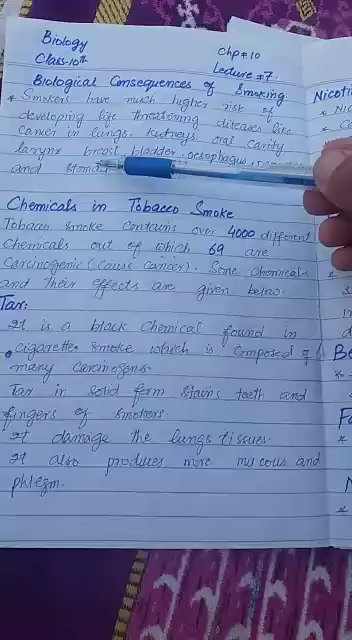 Biology
Class-10th
Chp#10
Lecture #7.
Biological Consequences of Smoking.
* Smokers have much higher risk of
developing life threatening diseases like
cancer in lungs, kidneys, oral cavity
larynx breast, bladder, oesophagus,
and stomac
Chemicals in Tobacco Smoke
Tobacco smoke contains over 4000 different
chemicals out of which 69 are
Carcinogenic (cause cancer). Some chemicals
and their effects are given below.
Tar:
It is a black chemical found in
cigarette smoke which is composed of
many carcinogens.
Tar in solid form stains teeth and
fingers of smokers.
It damage the lungs tissues.
It also produces more mucous and
phlegm.
Nicoti